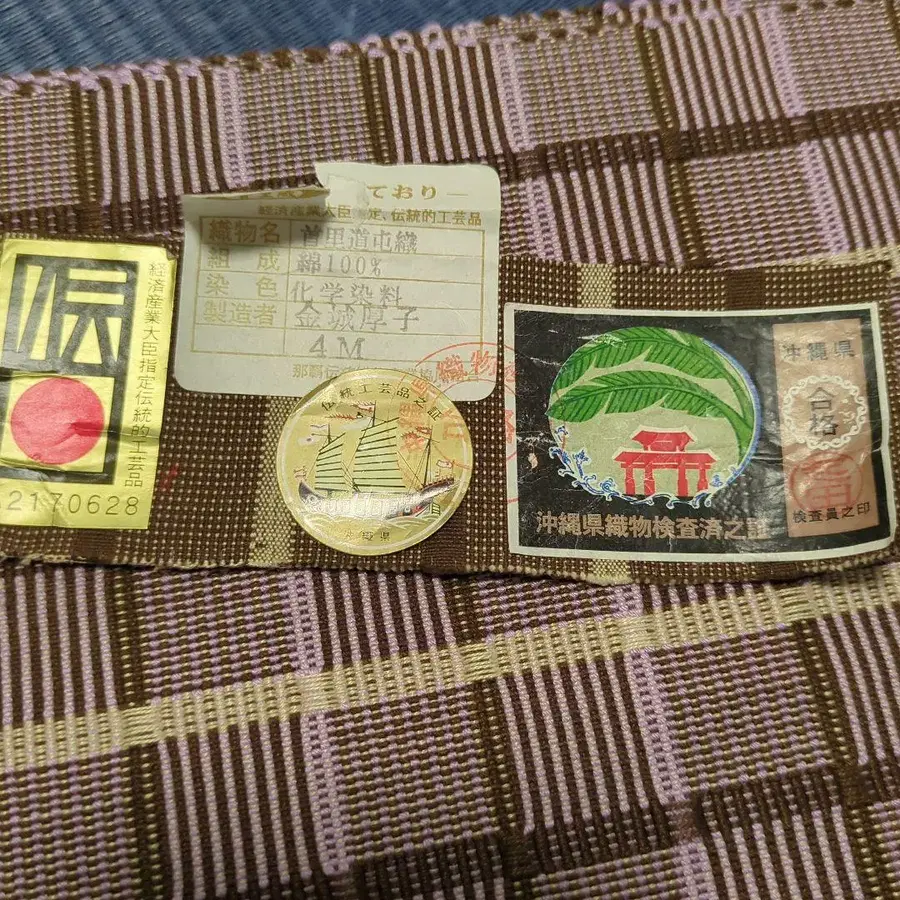 伝
経済産業大臣指定伝統的工芸品
2170628
ており―
経済産業大臣 定、伝統的工芸品
織物名 首里道屯織
組成 綿100%
染色 化学染料
製造者 金城厚子
4M
伝統工芸品之証
織物
沖縄県
合格
検査員之印
沖縄県織物検査済之証